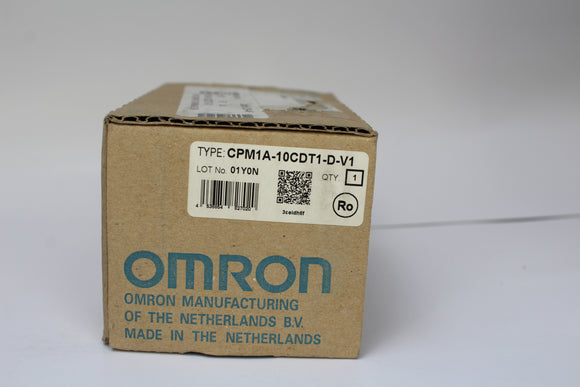 TYPE: CPM1A-10CDT1-D-V1
LOT No. 01Y0N
QTY 1
Ro
3ceidh6f
OMRON
OMRON MANUFACTURING
OF THE NETHERLANDS B.V.
MADE IN THE NETHERLANDS